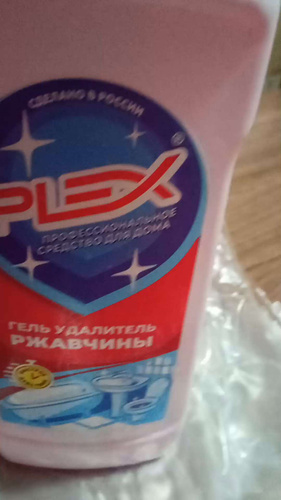 СДЕЛАНО В РОССИИ
PLEX®
ПРОФЕССИОНАЛЬНОЕ
СРЕДСТВО ДЛЯ ДОМА
ГЕЛЬ УДАЛИТЕЛЬ
РЖАВЧИНЫ